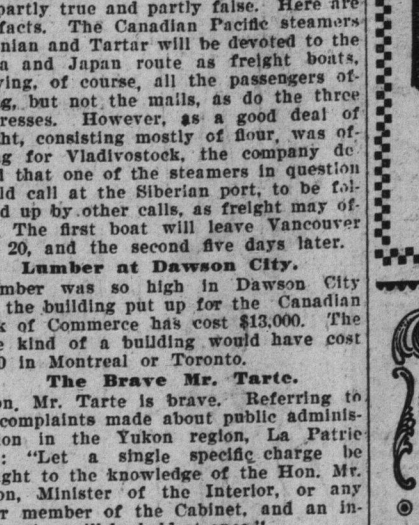 partly true and partly false. Here are
facts. The Canadian Pacific steamers
nian and Tartar will be devoted to the
a and Japan route as freight boats,
ying, of course, all the passengers of-
g, but not the mails, as do the three
resses. However, as a good deal of
ht, consisting mostly of flour, was of-
g for Vladivostock, the company de
d that one of the steamers in question
ld call at the Siberian port, to be fol-
d up by other calls, as freight may of-
The first boat will leave Vancouver
20, and the second five days later.
Lumber at Dawson City.
mber was so high in Dawson City
the building put up for the Canadian
k of Commerce has cost $13,000. The
e kind of a building would have cost
0 in Montreal or Toronto.
The Brave Mr. Tarte.
on. Mr. Tarte is brave. Referring to
complaints made about public adminis-
ion in the Yukon region, La Patrie
: "Let a single specific charge be
ght to the knowledge of the Hon. Mr.
on, Minister of the Interior, or any
r member of the Cabinet, and an in-